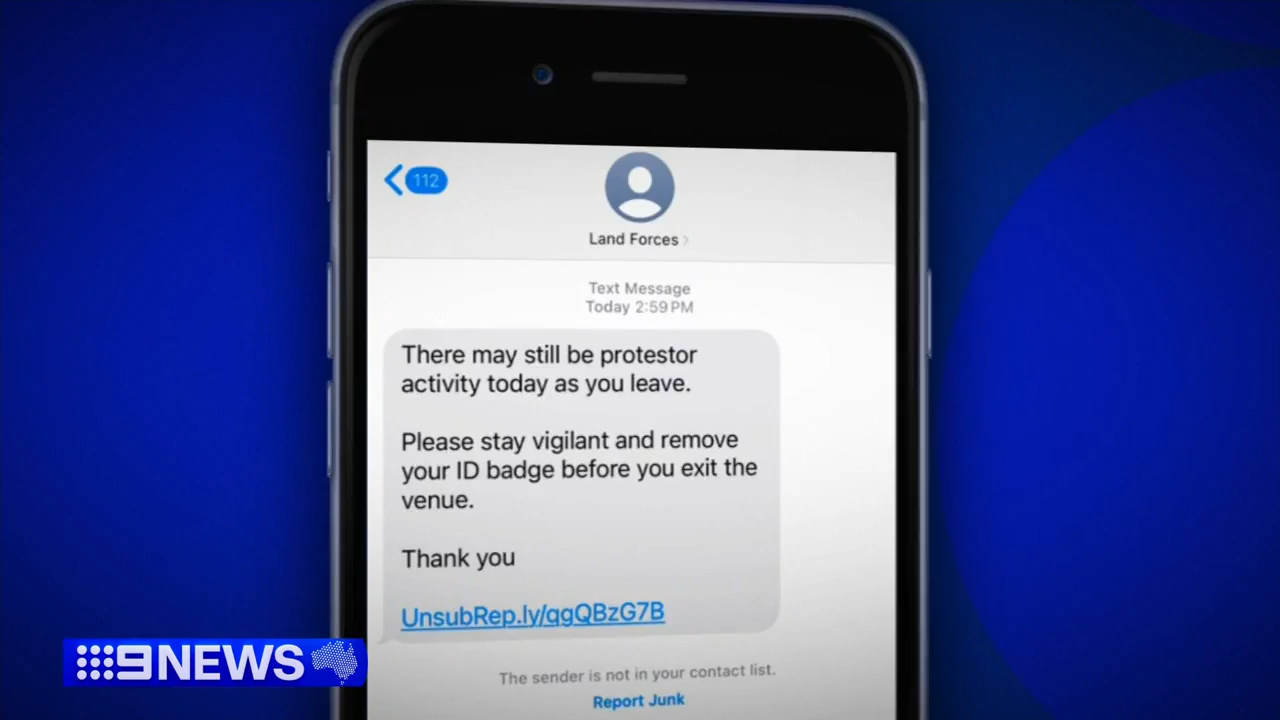 112
Land Forces
Text Message
Today 2:59 PM
There may still be protestor
activity today as you leave.
Please stay vigilant and remove
your ID badge before you exit the
venue.
Thank you
UnsubRep.ly/qgQBzG7B
The sender is not in your contact list.
Report Junk
9NEWS